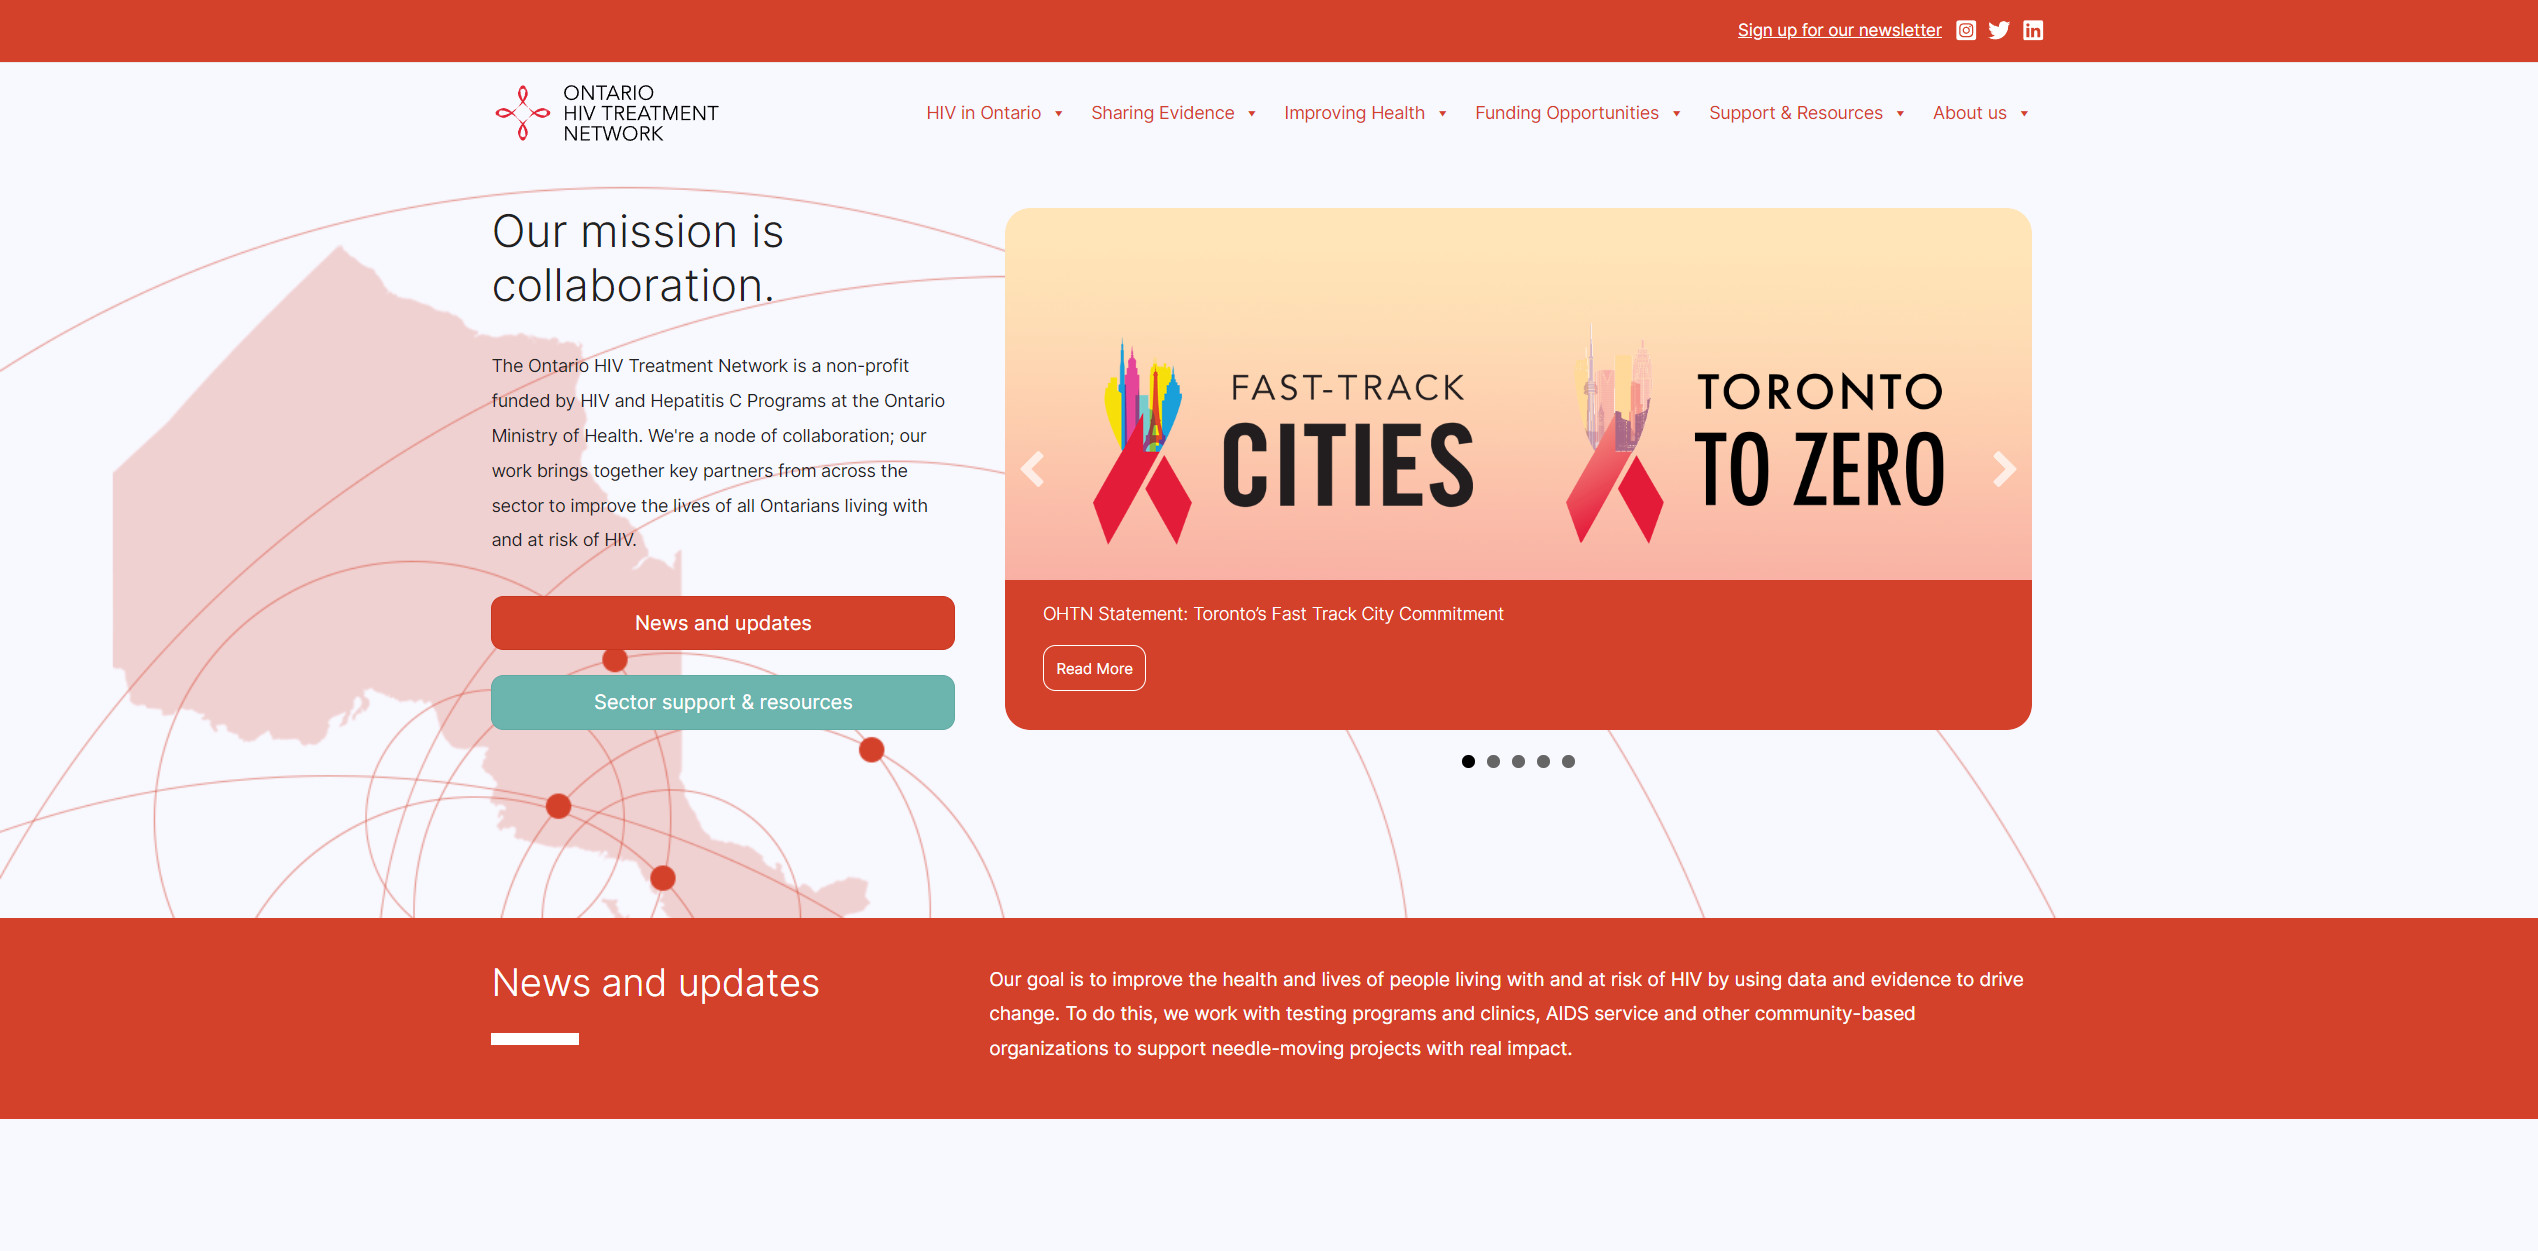 Sign up for our newsletter
ONTARIO
HIV TREATMENT
NETWORK
HIV in Ontario
Sharing Evidence
Improving Health
Funding Opportunities
Support & Resources
About us
Our mission is
collaboration.
The Ontario HIV Treatment Network is a non-profit
funded by HIV and Hepatitis C Programs at the Ontario
Ministry of Health. We're a node of collaboration; our
work brings together key partners from across the
sector to improve the lives of all Ontarians living with
and at risk of HIV.
News and updates
Sector support & resources
FAST-TRACK
CITIES
TORONTO
TO ZERO
OHTN Statement: Toronto’s Fast Track City Commitment
Read More
News and updates
Our goal is to improve the health and lives of people living with and at risk of HIV by using data and evidence to drive
change. To do this, we work with testing programs and clinics, AIDS service and other community-based
organizations to support needle-moving projects with real impact.